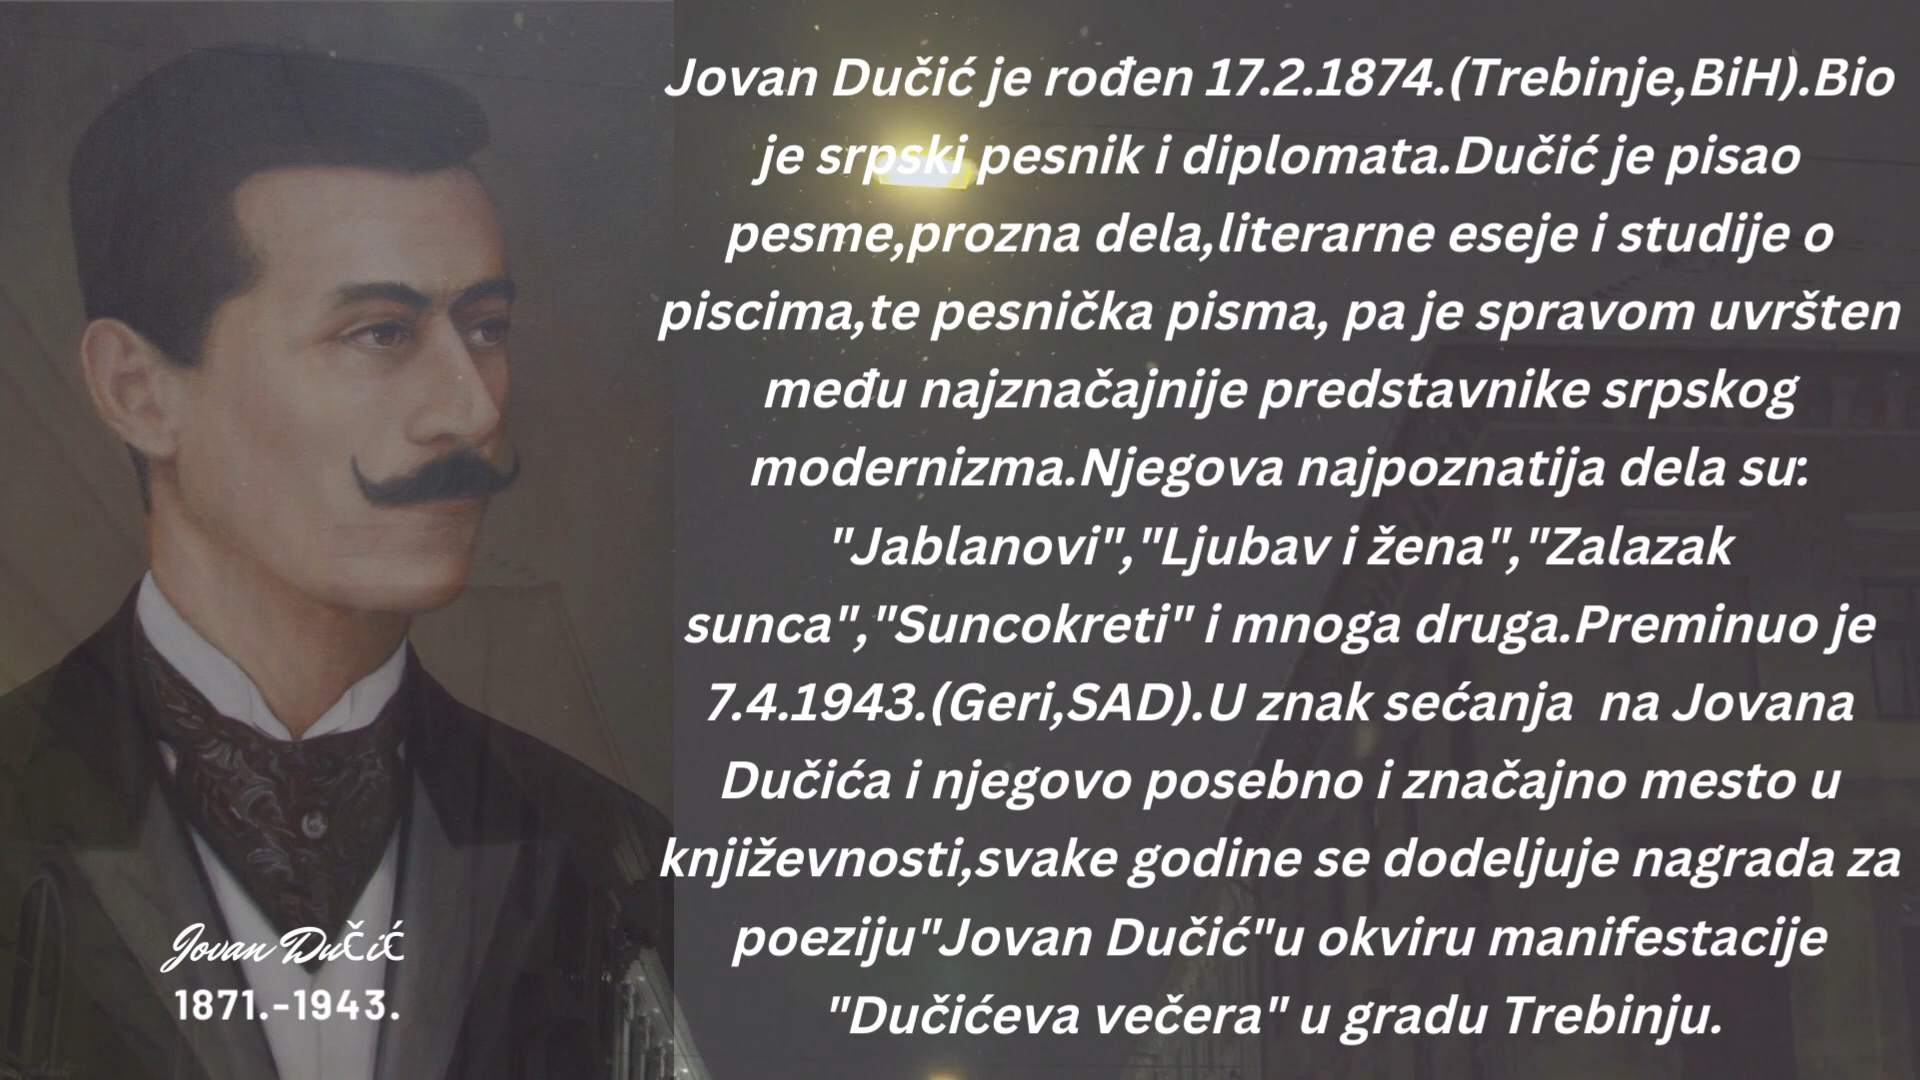 Jovan Dučić je rođen 17.2.1874.(Trebinje,BiH).Bio
je srpski pesnik i diplomata.Dučić je pisao
pesme,prozna dela,literarne eseje i studije o
piscima,te pesnička pisma, pa je spravom uvršten
među najznačajnije predstavnike srpskog
modernizma.Njegova najpoznatija dela su:
"Jablanovi","Ljubav i žena","Zalazak
sunca","Suncokreti" i mnoga druga.Preminuo je
7.4.1943.(Geri,SAD).U znak sećanja  na Jovana
Dučića i njegovo posebno i značajno mesto u
književnosti,svake godine se dodeljuje nagrada za
poeziju"Jovan Dučić"u okviru manifestacije
"Dučićeva večera" u gradu Trebinju.
Jovan Dučić
1871.-1943.